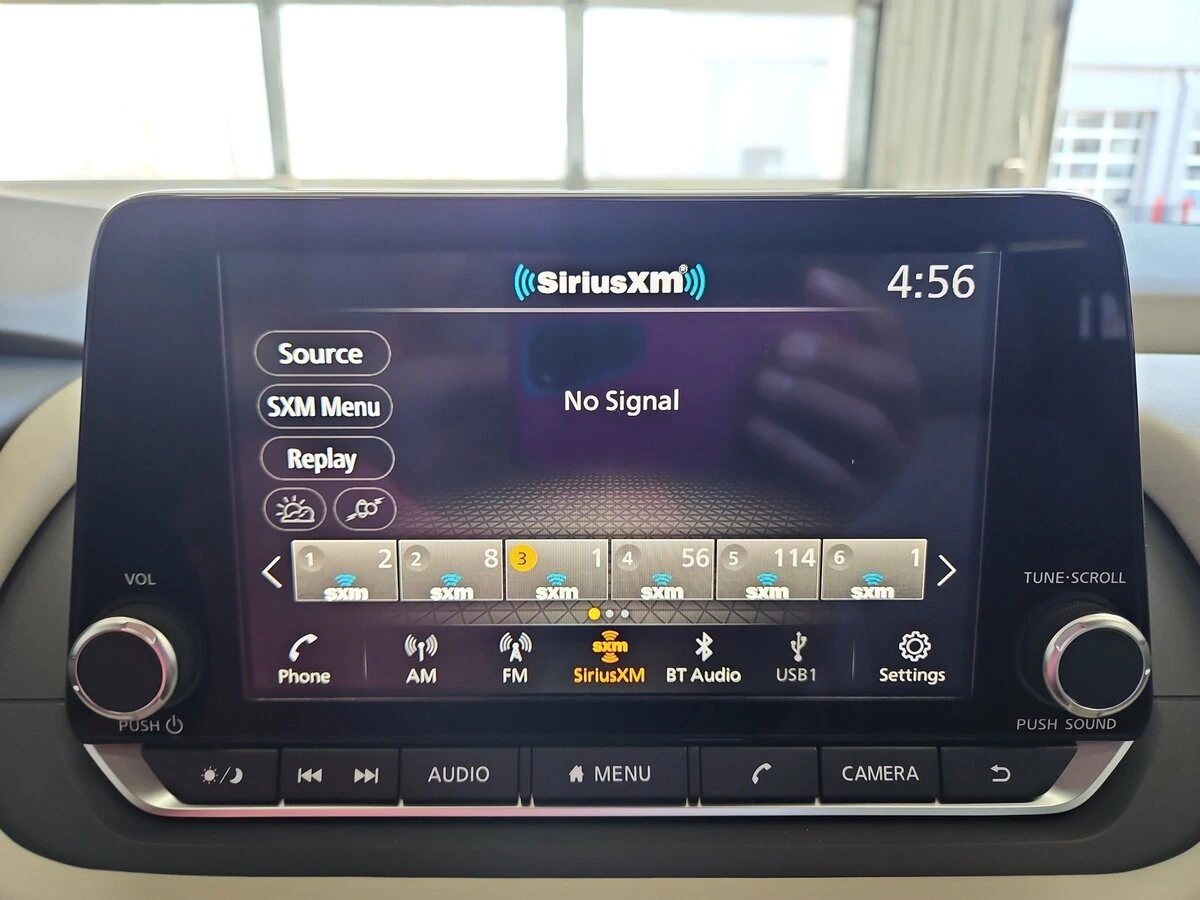 SiriusXM®
4:56
Source
SXM Menu
Replay
No Signal
1 2
sxm
2 8
sxm
3 1
sxm
4 56
sxm
5 114
sxm
6 1
sxm
Phone
AM
FM
sxm
SiriusXM
BT Audio
USB1
Settings
VOL
PUSH
TUNE·SCROLL
PUSH SOUND
AUDIO
MENU
CAMERA